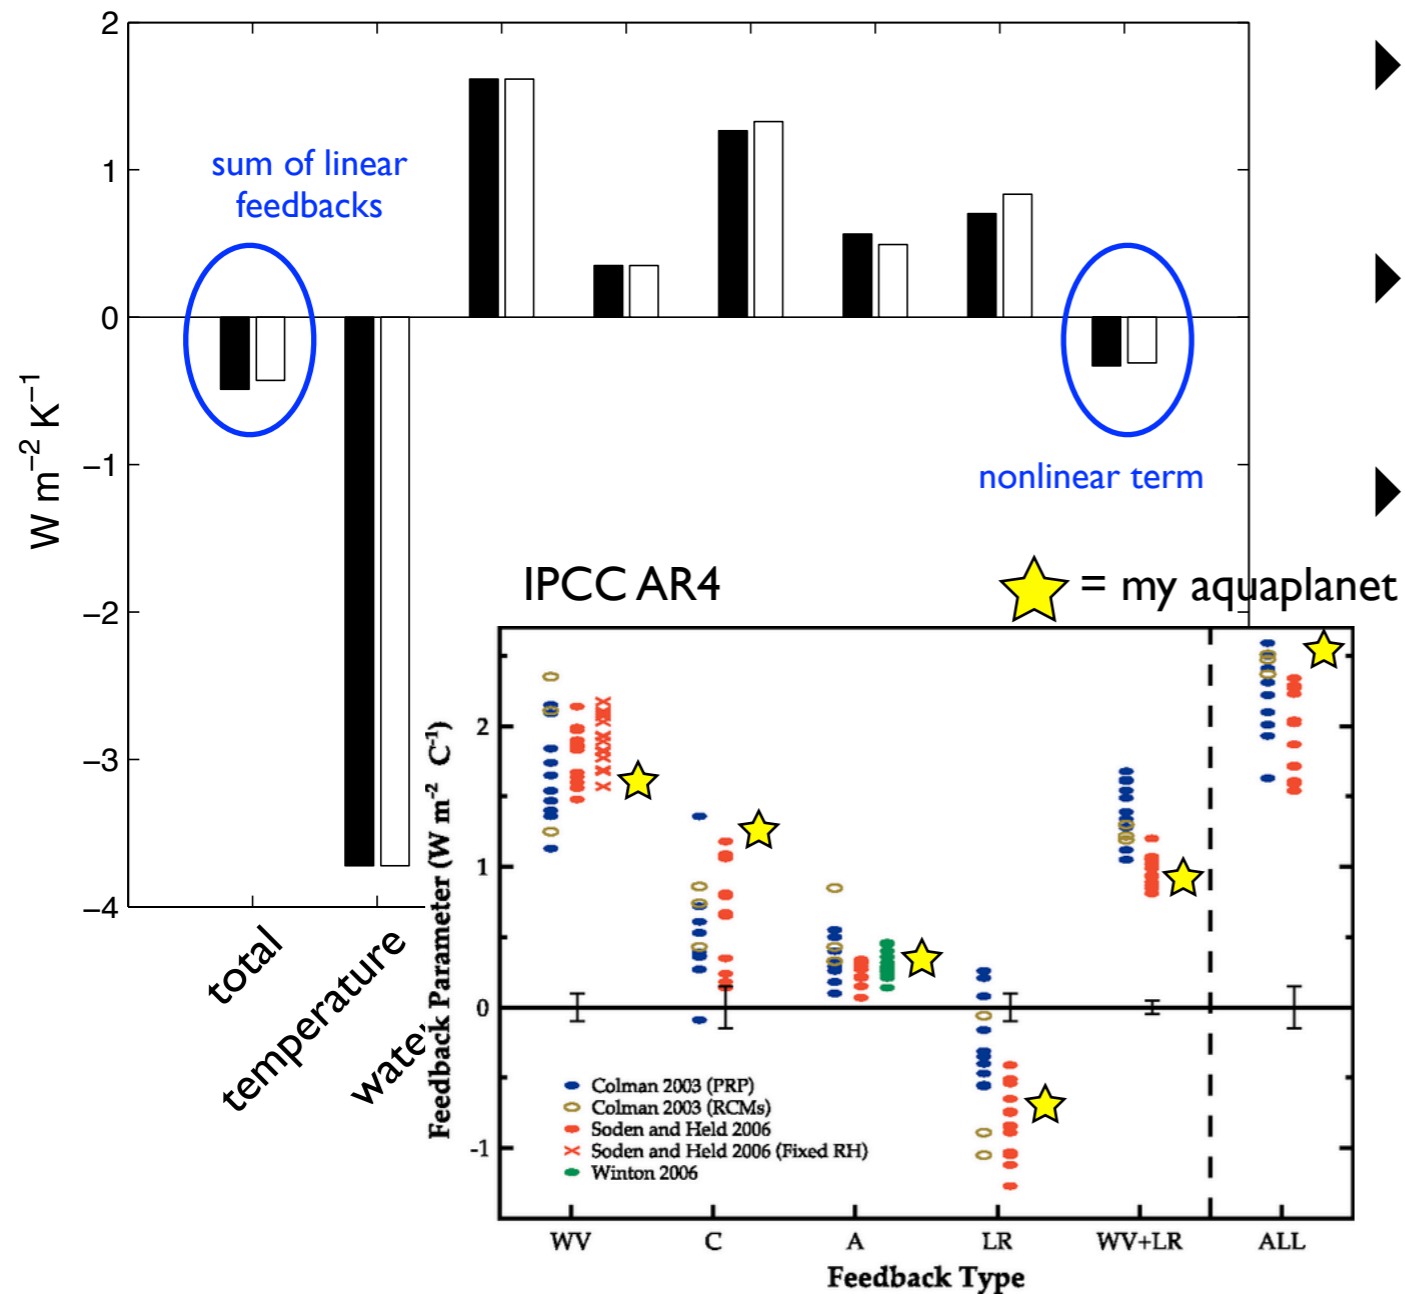 2
1
0
−1
−2
−3
−4
W m−2 K−1
sum of linear
feedbacks
nonlinear term
total
temperature
IPCC AR4
= my aquaplanet
2
1
0
-1
Feedback Parameter (W m-2 C-1)
Colman 2003 (PRP)
Colman 2003 (RCMs)
Soden and Held 2006
Soden and Held 2006 (Fixed RH)
Winton 2006
WV
C
A
LR
WV+LR
ALL
Feedback Type